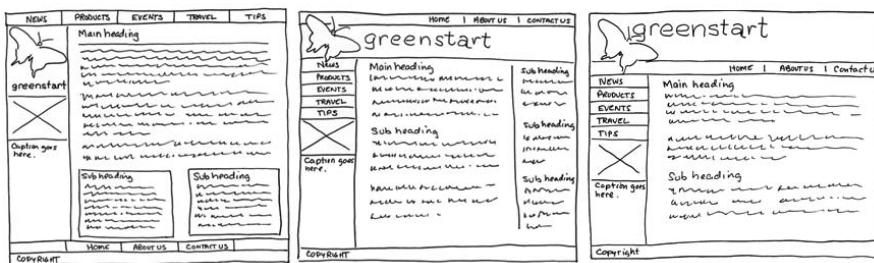 NEWS PRODUCTS EVENTS TRAVEL TIPS
Main heading
greenstart
Caption goes
here.
Sub heading Sub heading
HOME ABOUT US CONTACT US
COPYRIGHT
HOME | ABOUT US | CONTACT US
greenstart
NEWS
PRODUCTS
EVENTS
TRAVEL
TIPS
Caption goes
here.
Main heading
Sub heading
Sub heading
Sub heading
Sub heading
COPYRIGHT
greenstart
HOME | ABOUT US | Contact us
NEWS
PRODUCTS
EVENTS
TRAVEL
TIPS
Caption goes
here.
Main heading
Sub heading
Copyright